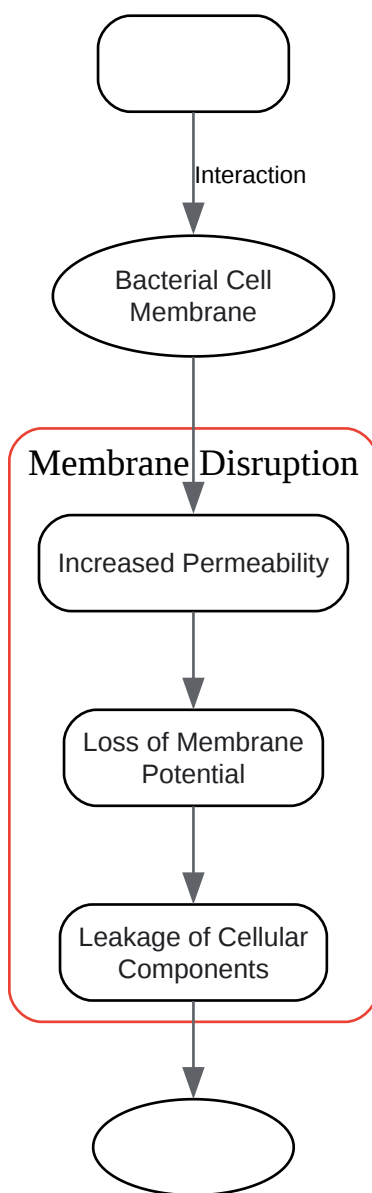 Interaction
Bacterial Cell
Membrane
Membrane Disruption
Increased Permeability
Loss of Membrane
Potential
Leakage of Cellular
Components